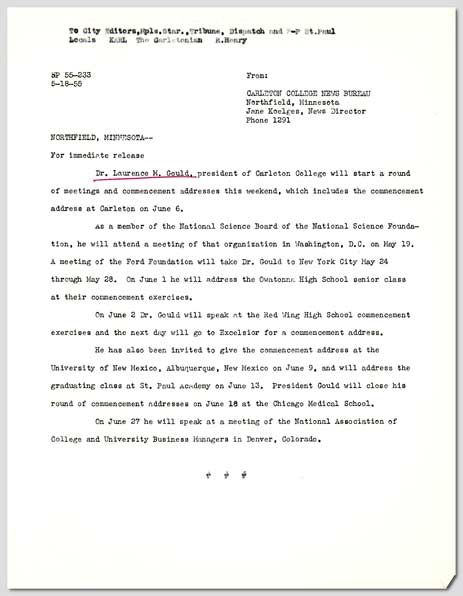 To City Editors,Mpls.Star.,Tribune, Dispatch and P-P St.Paul
Locals KARL The Carletonian R.Henry
SP 55-233
5-18-55
From:
CARLETON COLLEGE NEWS BUREAU
Northfield, Minnesota
Jane Koelges, News Director
Phone 1291
NORTHFIELD, MINNESOTA--
For immediate release
Dr. Laurence M. Gould, president of Carleton College will start a round
of meetings and commencement addresses this weekend, which includes the commencement
address at Carleton on June 6.
As a member of the National Science Board of the National Science Founda-
tion, he will attend a meeting of that organization in Washington, D.C. on May 19.
A meeting of the Ford Foundation will take Dr. Gould to New York City May 24
through May 28. On June 1 he will address the Owatonna High School senior class
at their commencement exercises.
On June 2 Dr. Gould will speak at the Red Wing High School commencement
exercises and the next day will go to Excelsior for a commencement address.
He has also been invited to give the commencement address at the
University of New Mexico, Albuquerque, New Mexico on June 9, and will address the
graduating class at St. Paul Academy on June 13. President Gould will close his
round of commencement addresses on June 18 at the Chicago Medical School.
On June 27 he will speak at a meeting of the National Association of
College and University Business Managers in Denver, Colorado.
# # #